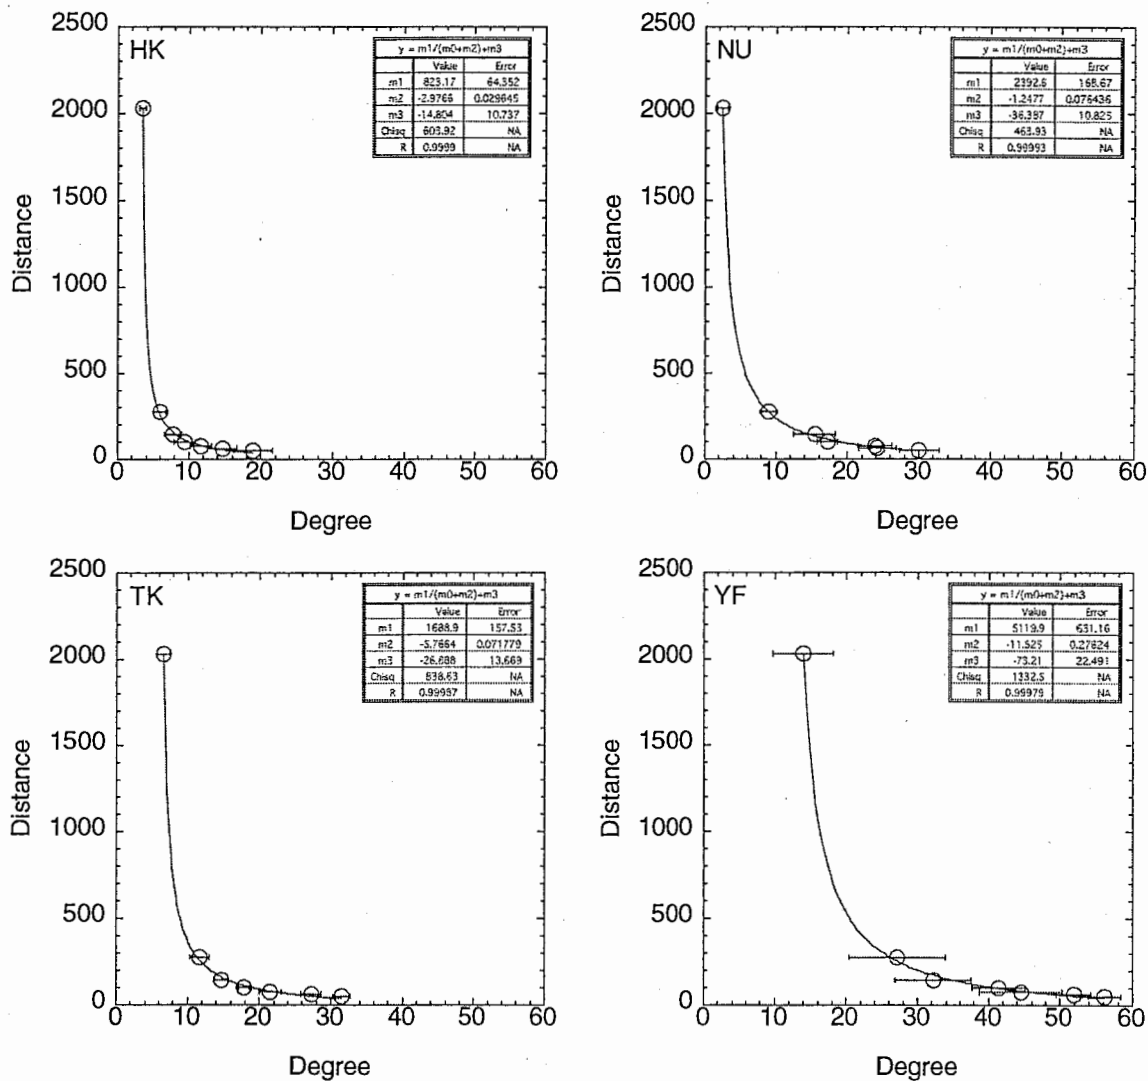 HK
y = m1/(m0+m2)+m3
Value Error
m1 823.17 64.352
m2 -2.9766 0.029645
m3 -14.804 10.737
Chisq 603.92 NA
R 0.9999 NA
2500
2000
1500
1000
500
0
Distance
0 10 20 30 40 50 60
Degree
NU
y = m1/(m0+m2)+m3
Value Error
m1 2392.6 168.67
m2 -1.2477 0.076436
m3 -36.387 10.825
Chisq 463.93 NA
R 0.99993 NA
2500
2000
1500
1000
500
0
Distance
0 10 20 30 40 50 60
Degree
TK
y = m1/(m0+m2)+m3
Value Error
m1 1688.9 157.53
m2 -5.7664 0.071779
m3 13.669
Chisq 838.63 NA
R 0.99987 NA
2500
2000
1500
1000
500
0
Distance
0 10 20 30 40 50 60
Degree
YF
y = m1/(m0+m2)+m3
Value Error
m1 5119.9 631.16
m2 -11.525 0.27824
m3 -73.21 22.491
Chisq 1332.5 NA
R 0.99979 NA
2500
2000
1500
1000
500
0
Distance
0 10 20 30 40 50 60
Degree